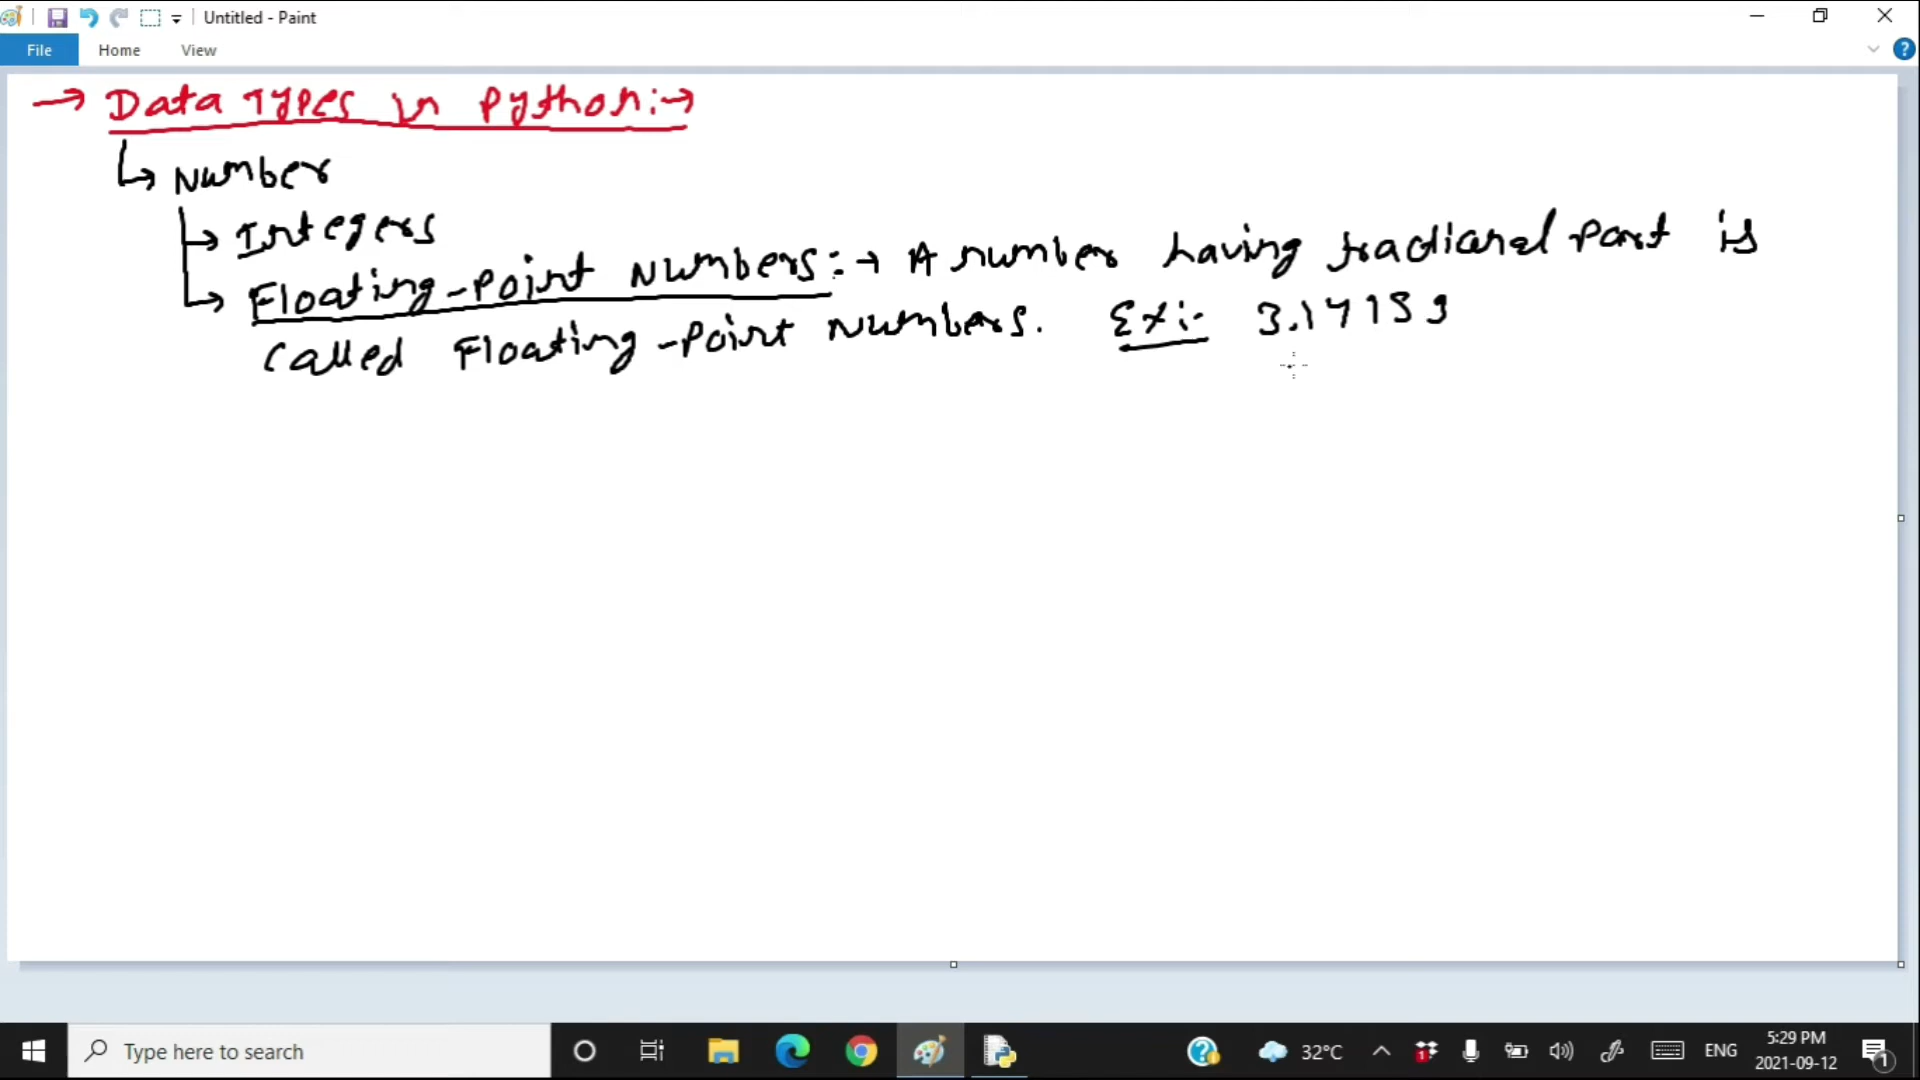 Untitled - Paint
File Home View
→ Data Types in Python:→
Number
Integers
Floating-Point Numbers:→ A number having fractional part is
called Floating-Point Numbers. Ex:- 3.14159
Type here to search
32°C
ENG
5:29 PM
2021-09-12
1
1